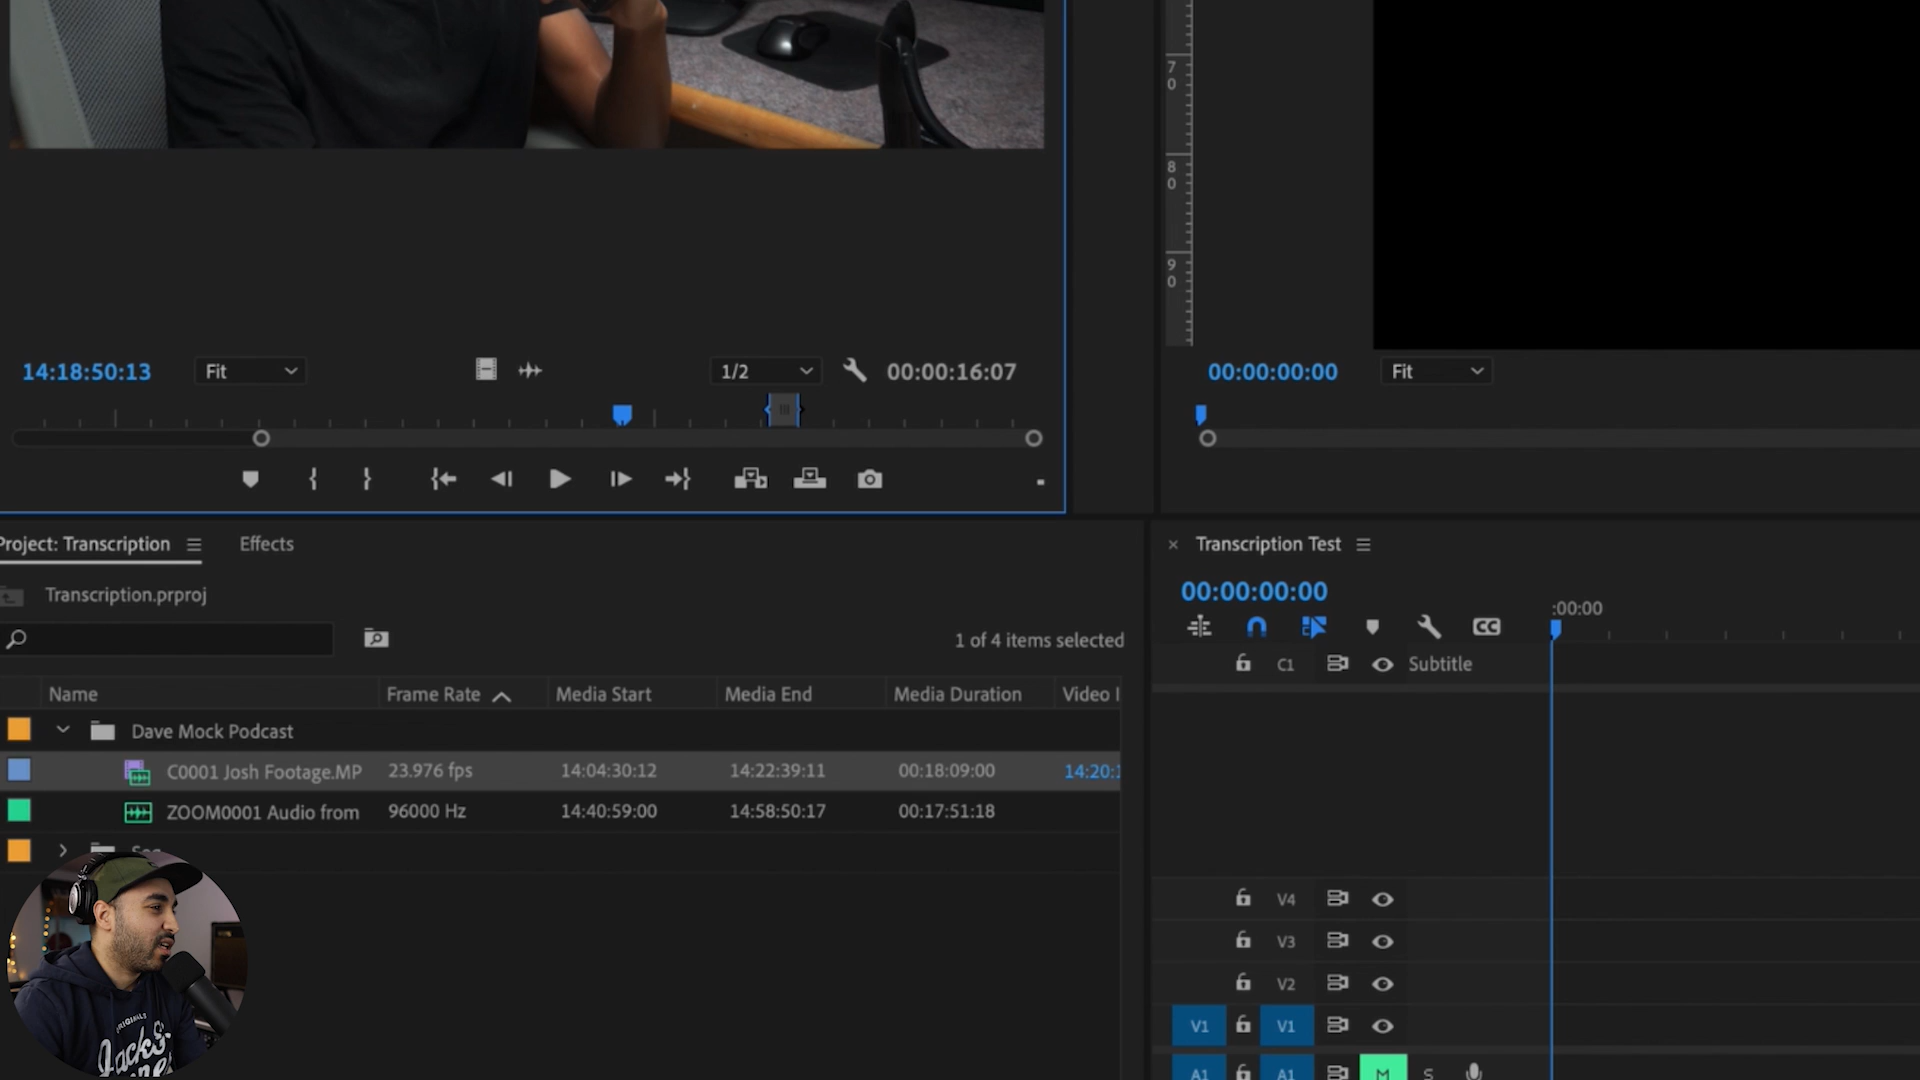 70
80
90
14:18:50:13 Fit 1/2 00:00:16:07
00:00:00:00 Fit
Project: Transcription Effects
Transcription.prproj
1 of 4 items selected
Name Frame Rate Media Start Media End Media Duration Video I
Dave Mock Podcast
C0001 Josh Footage.MP 23.976 fps 14:04:30:12 14:22:39:11 00:18:09:00 14:20:1
ZOOM0001 Audio from 96000 Hz 14:40:59:00 14:58:50:17 00:17:51:18
Transcription Test
00:00:00:00
:00:00
CC
C1 Subtitle
V4
V3
V2
V1 V1
A1 A1 M S
ORIGINALS
Jack&